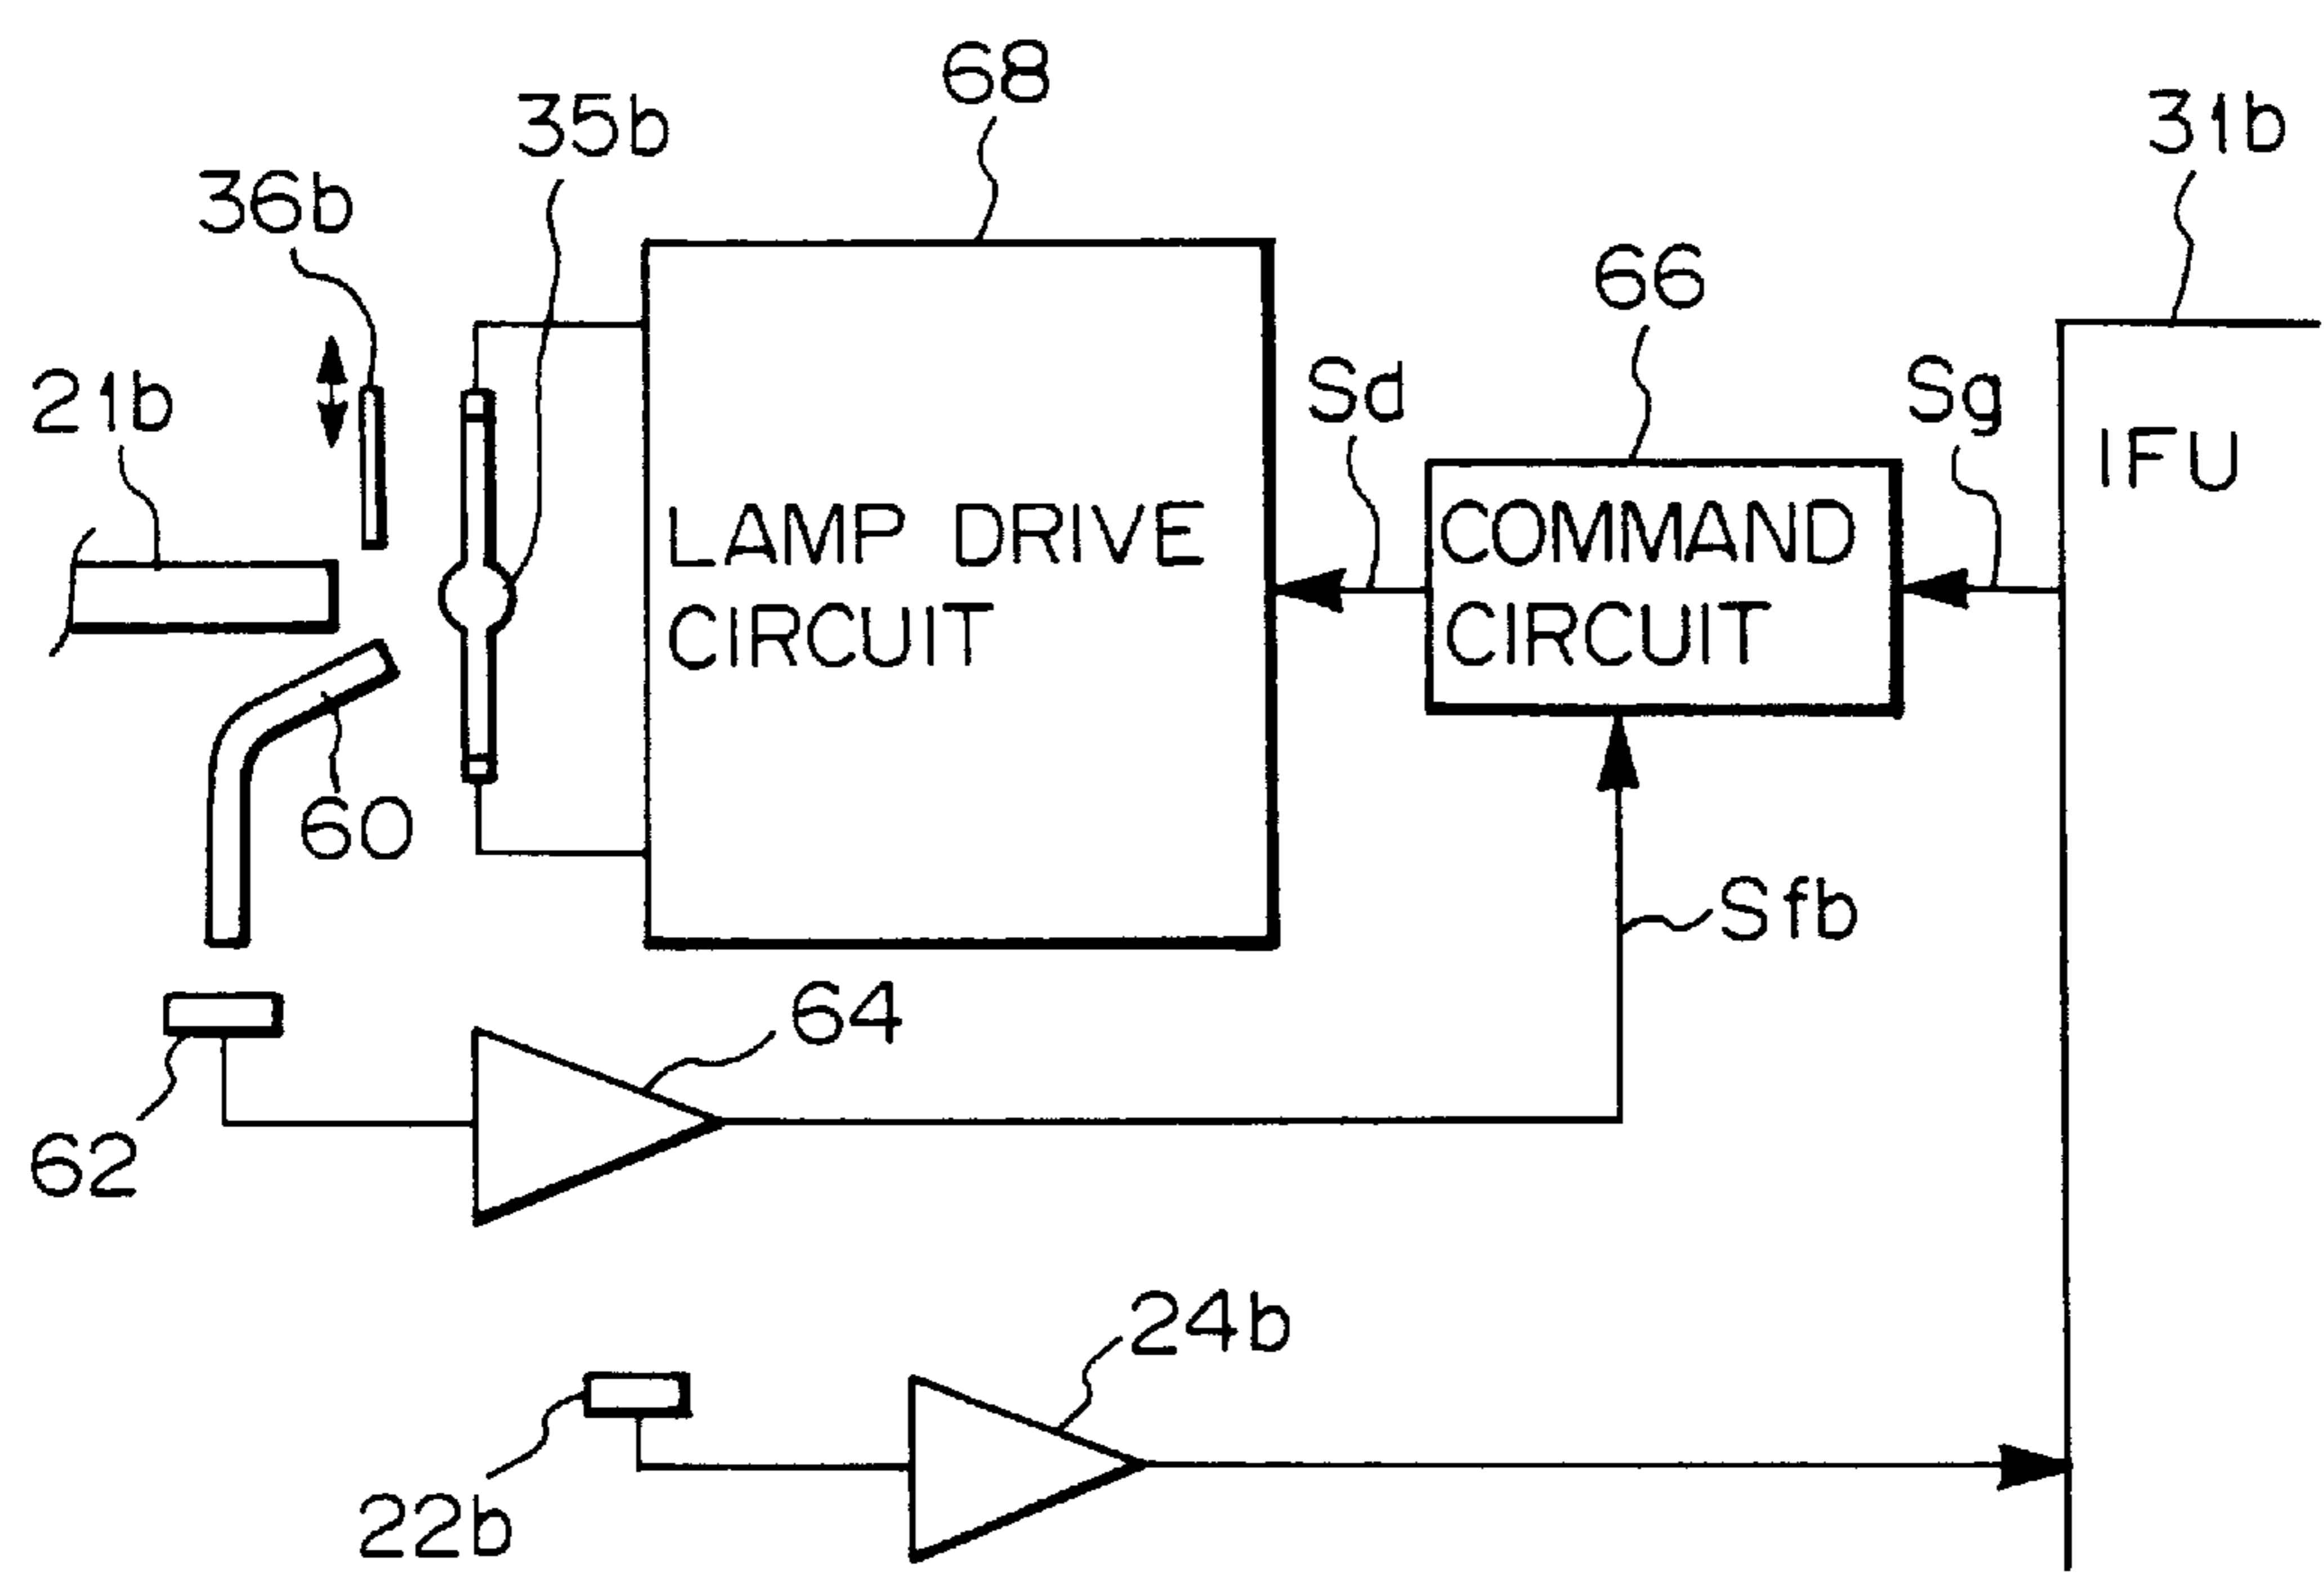 68
35b
31b
36b
66
21b
Sd
Sg
IFU
LAMP DRIVE
CIRCUIT
COMMAND
CIRCUIT
60
Sfb
64
62
24b
22b